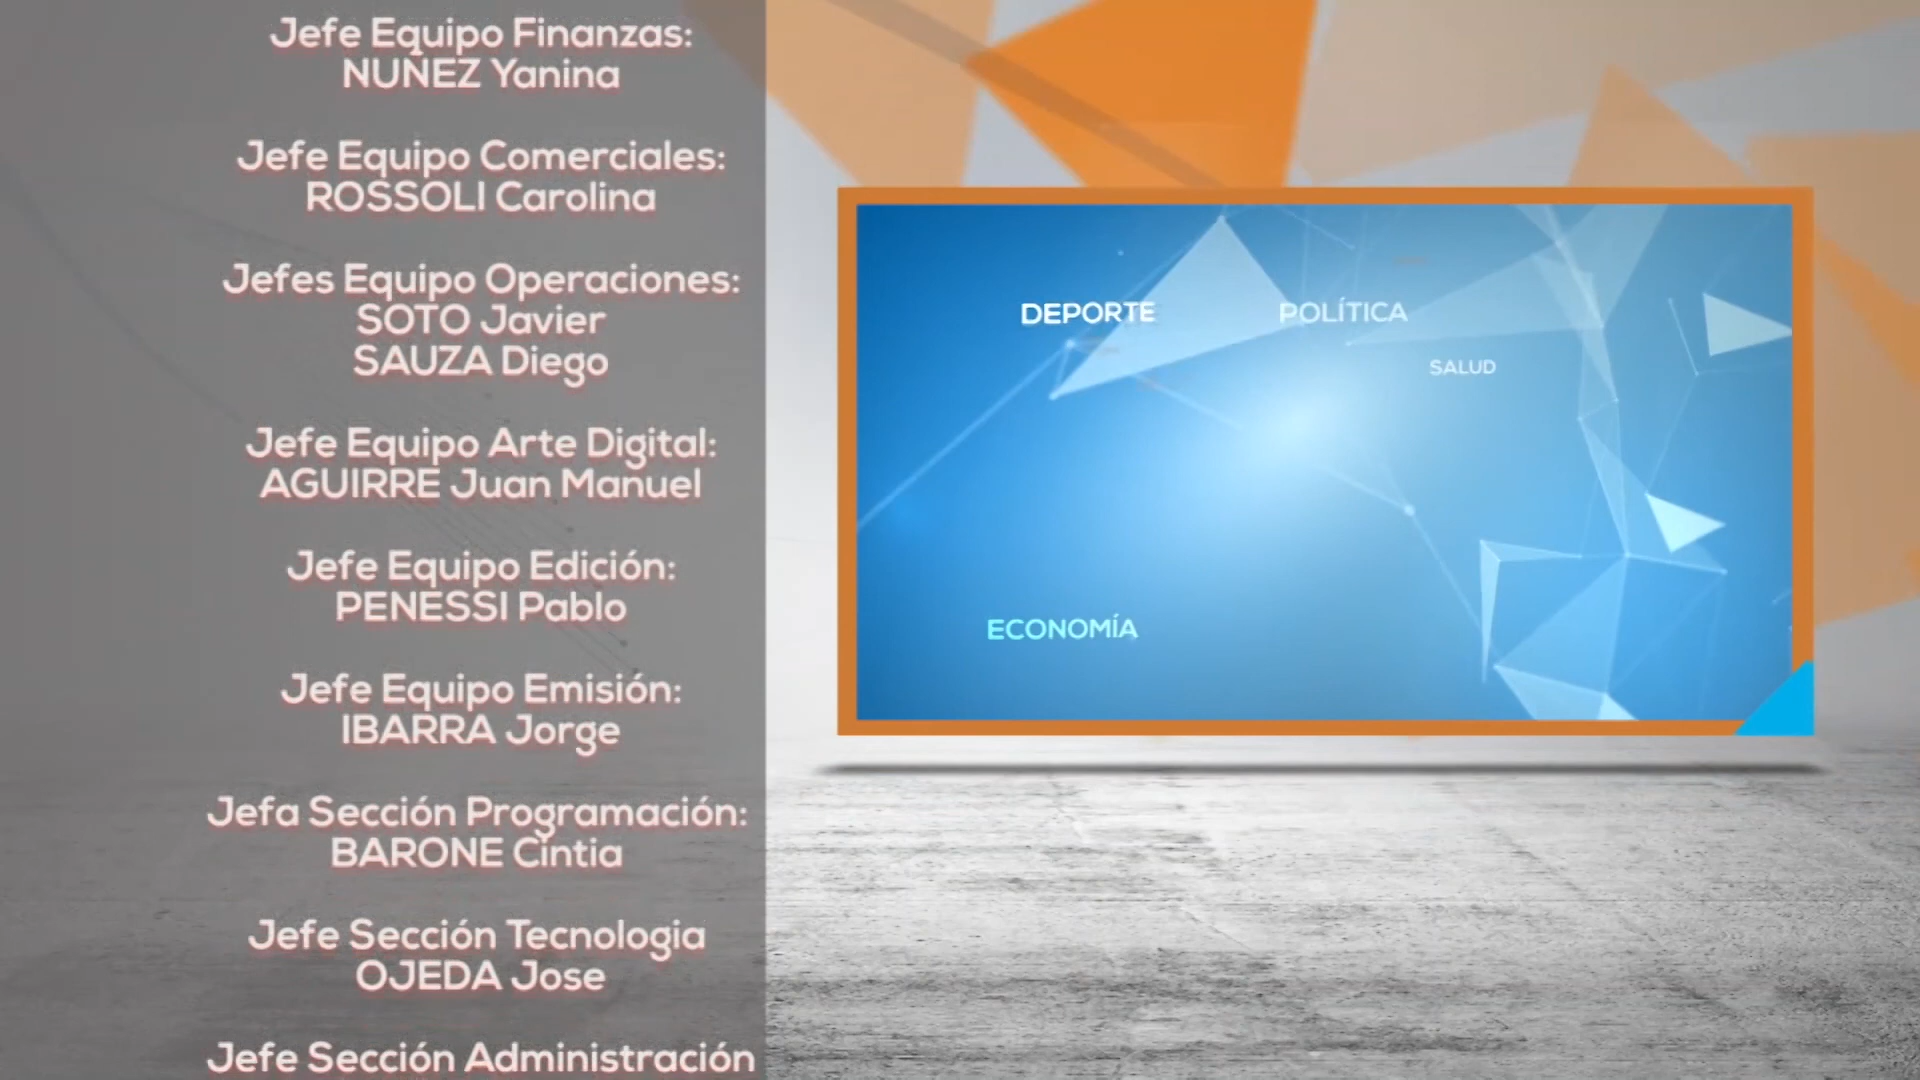 Jefe Equipo Finanzas:
NUÑEZ Yanina
Jefe Equipo Comerciales:
ROSSOLI Carolina
Jefes Equipo Operaciones:
SOTO Javier
SAUZA Diego
Jefe Equipo Arte Digital:
AGUIRRE Juan Manuel
Jefe Equipo Edición:
PENESSI Pablo
Jefe Equipo Emisión:
IBARRA Jorge
Jefa Sección Programación:
BARONE Cintia
Jefe Sección Tecnologia
OJEDA Jose
Jefe Sección Administración
DEPORTE
POLÍTICA
SALUD
ECONOMÍA